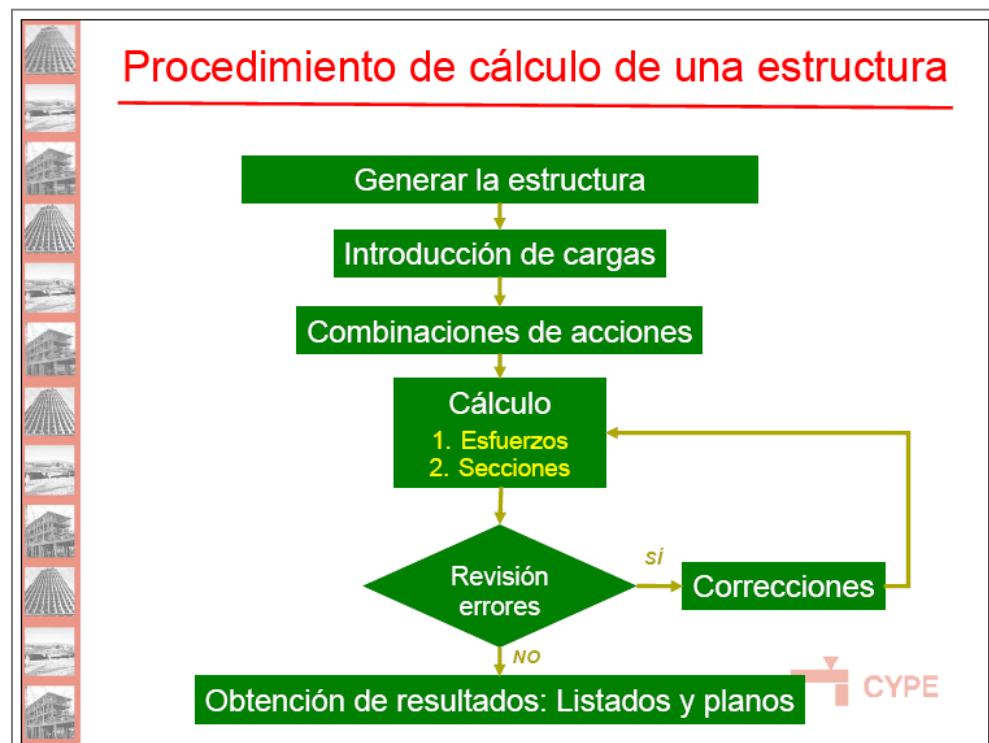 Procedimiento de cálculo de una estructura
Generar la estructura
Introducción de cargas
Combinaciones de acciones
Cálculo
1. Esfuerzos
2. Secciones
Revisión
errores
SÍ
Correcciones
NO
Obtención de resultados: Listados y planos
CYPE